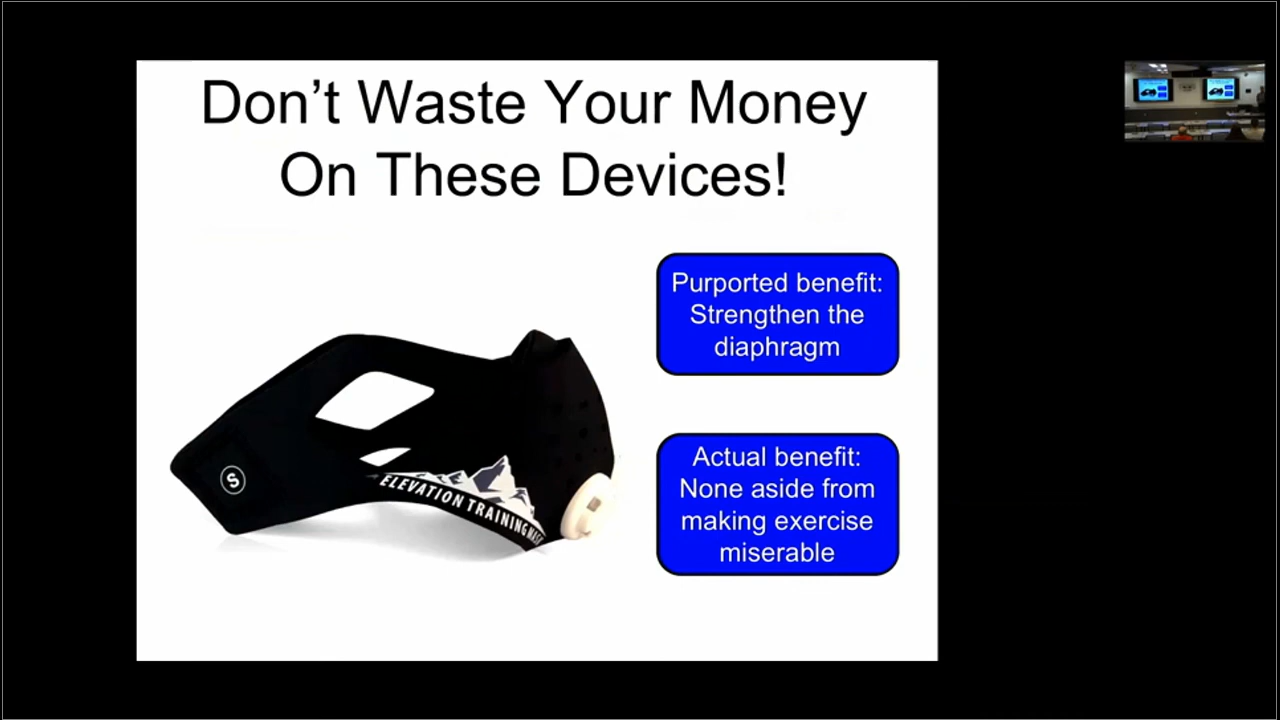 Don't Waste Your Money
On These Devices!
Purported benefit:
Strengthen the
diaphragm
S
ELEVATION TRAINING MASK
Actual benefit:
None aside from
making exercise
miserable